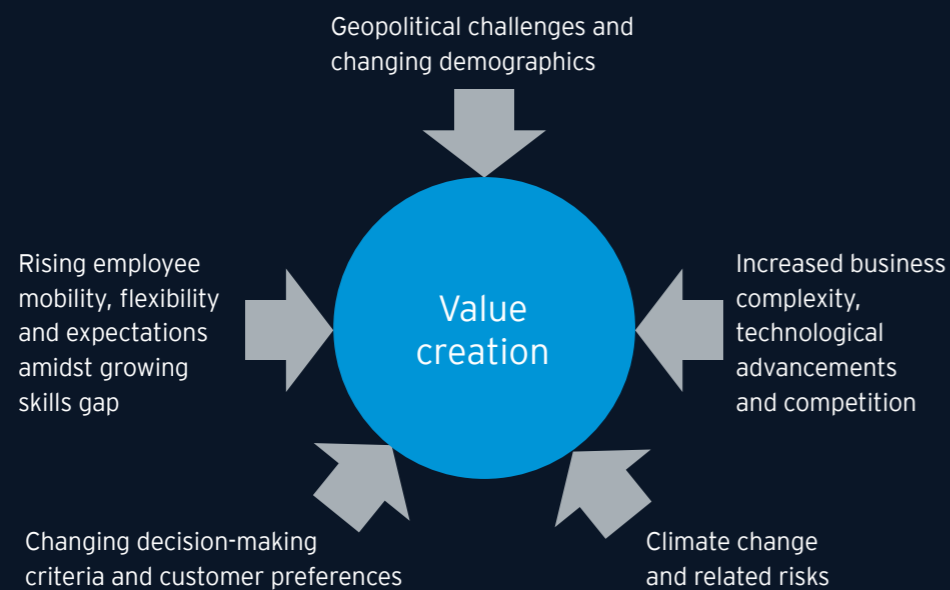 Geopolitical challenges and
changing demographics
Rising employee
mobility, flexibility
and expectations
amidst growing
skills gap
Value
creation
Increased business
complexity,
technological
advancements
and competition
Changing decision-making
criteria and customer preferences
Climate change
and related risks